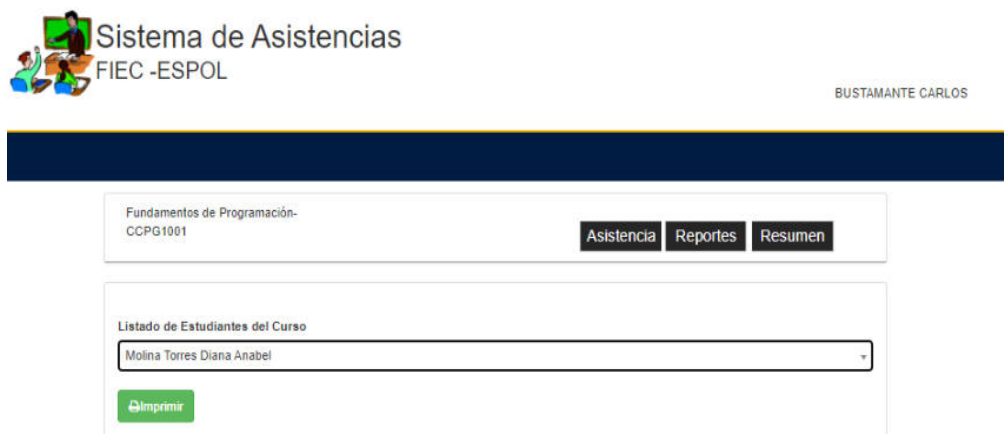 Sistema de Asistencias
FIEC -ESPOL
BUSTAMANTE CARLOS
Fundamentos de Programación-
CCPG1001
Asistencia Reportes Resumen
Listado de Estudiantes del Curso
Molina Torres Diana Anabel
Imprimir